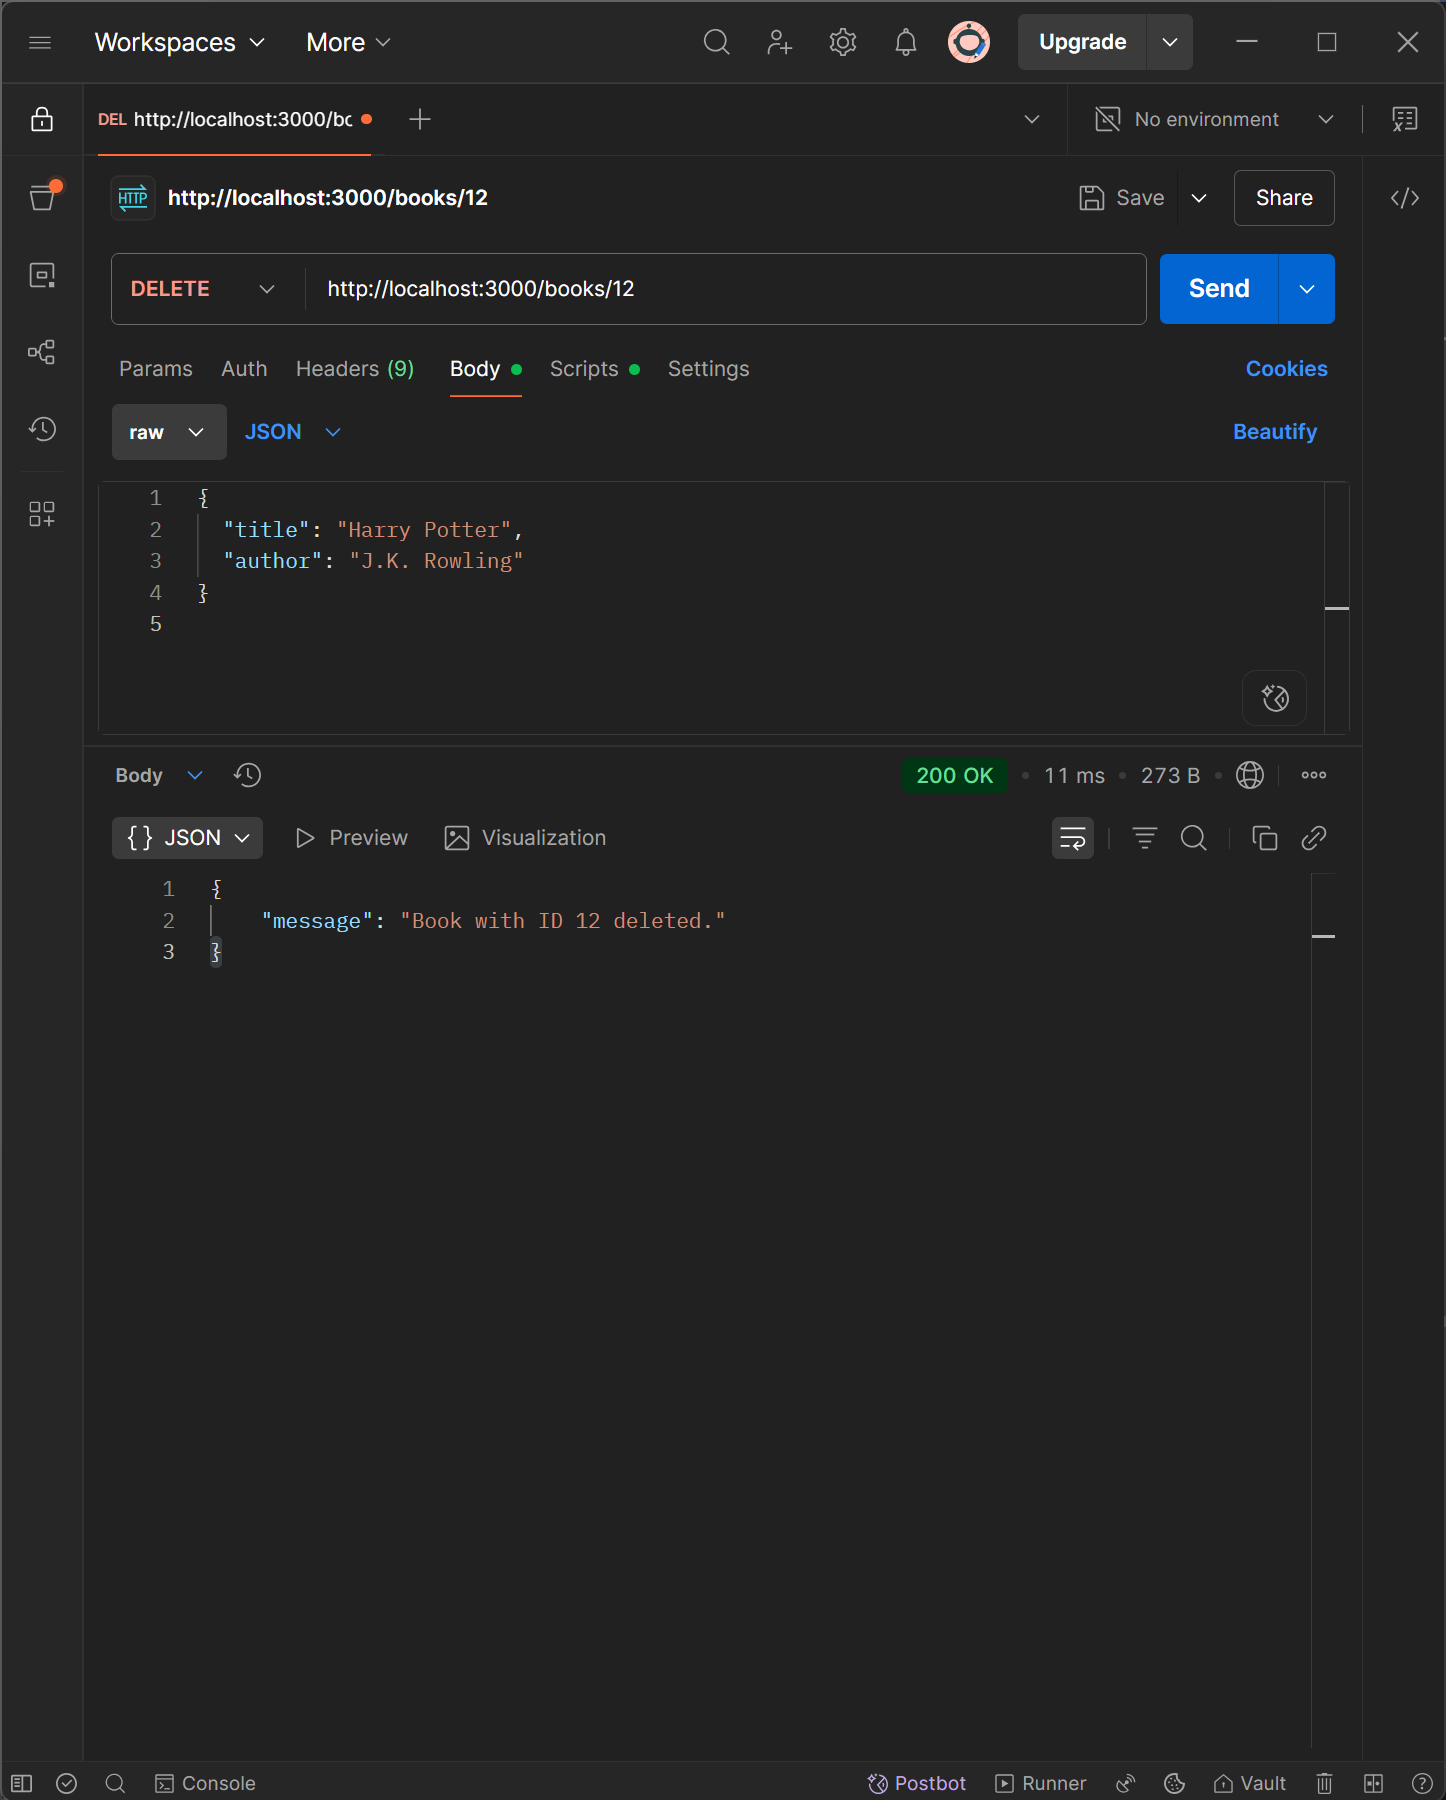 Workspaces More Upgrade
DEL http://localhost:3000/bo No environment
HTTP http://localhost:3000/books/12 Save Share
DELETE http://localhost:3000/books/12 Send
Params Auth Headers (9) Body Scripts Settings Cookies
raw JSON Beautify
1 {
2 "title": "Harry Potter",
3 "author": "J.K. Rowling"
4 }
5
Body 200 OK 11 ms 273 B
{} JSON Preview Visualization
1 {
2 "message": "Book with ID 12 deleted."
3 }
Console Postbot Runner Vault